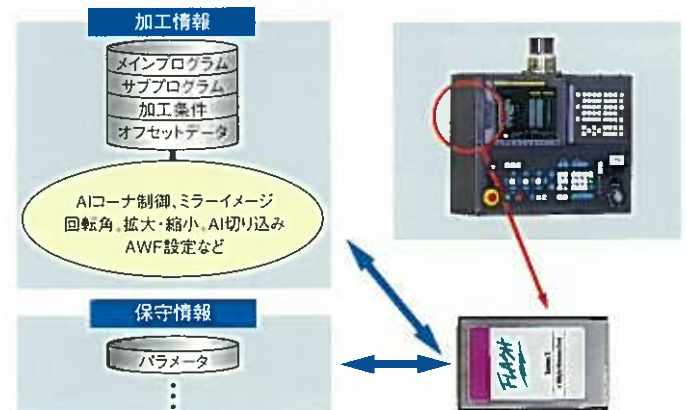 加工情報
メインプログラム
サブプログラム
加工条件
オフセットデータ
AIコーナ制御、ミラーイメージ
回転角、拡大・縮小、AI切り込み
AWF設定など
保守情報
パラメータ
FLASH